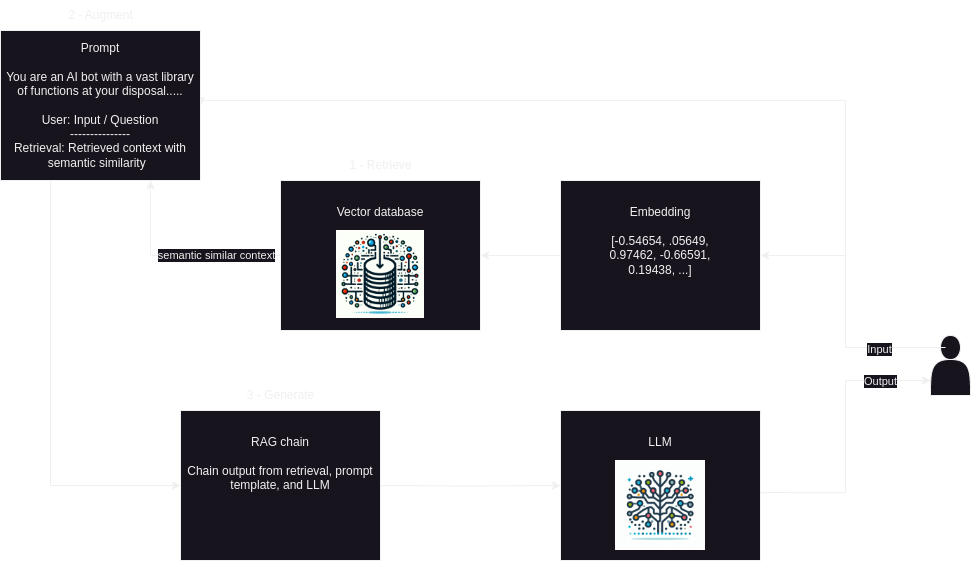 2 - Augment
Prompt
You are an AI bot with a vast library
of functions at your disposal.....
User: Input / Question
---------------
Retrieval: Retrieved context with
semantic similarity
1 - Retrieve
Vector database
Embedding
[-0.54654, .05649,
0.97462, -0.66591,
0.19438, ...]
semantic similar context
Input
Output
3 - Generate
RAG chain
Chain output from retrieval, prompt
template, and LLM
LLM